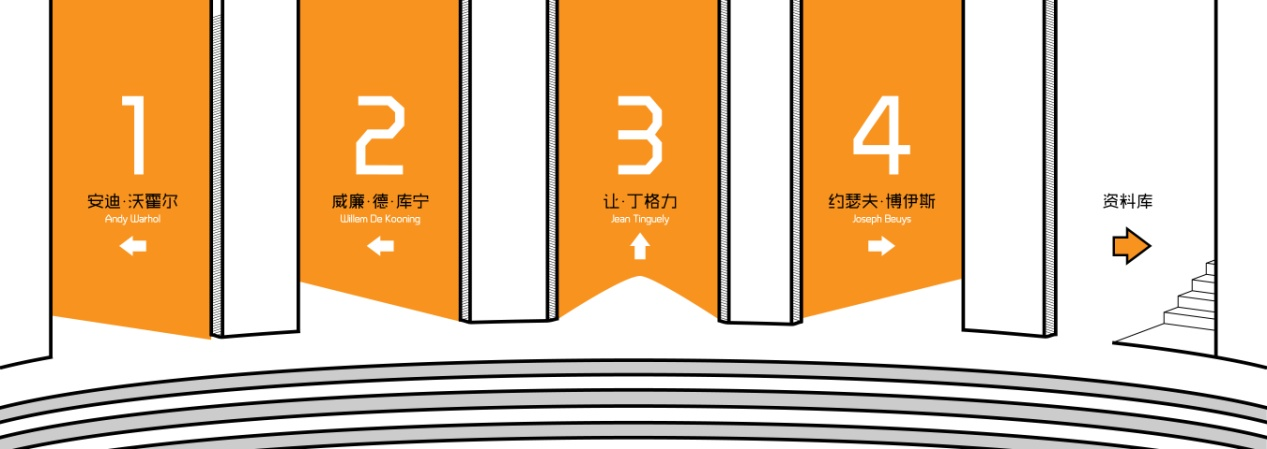 1
安迪·沃霍尔
Andy Warhol
2
威廉·德·库宁
Willem De Kooning
3
让·丁格力
Jean Tinguely
4
约瑟夫·博伊斯
Joseph Beuys
资料库